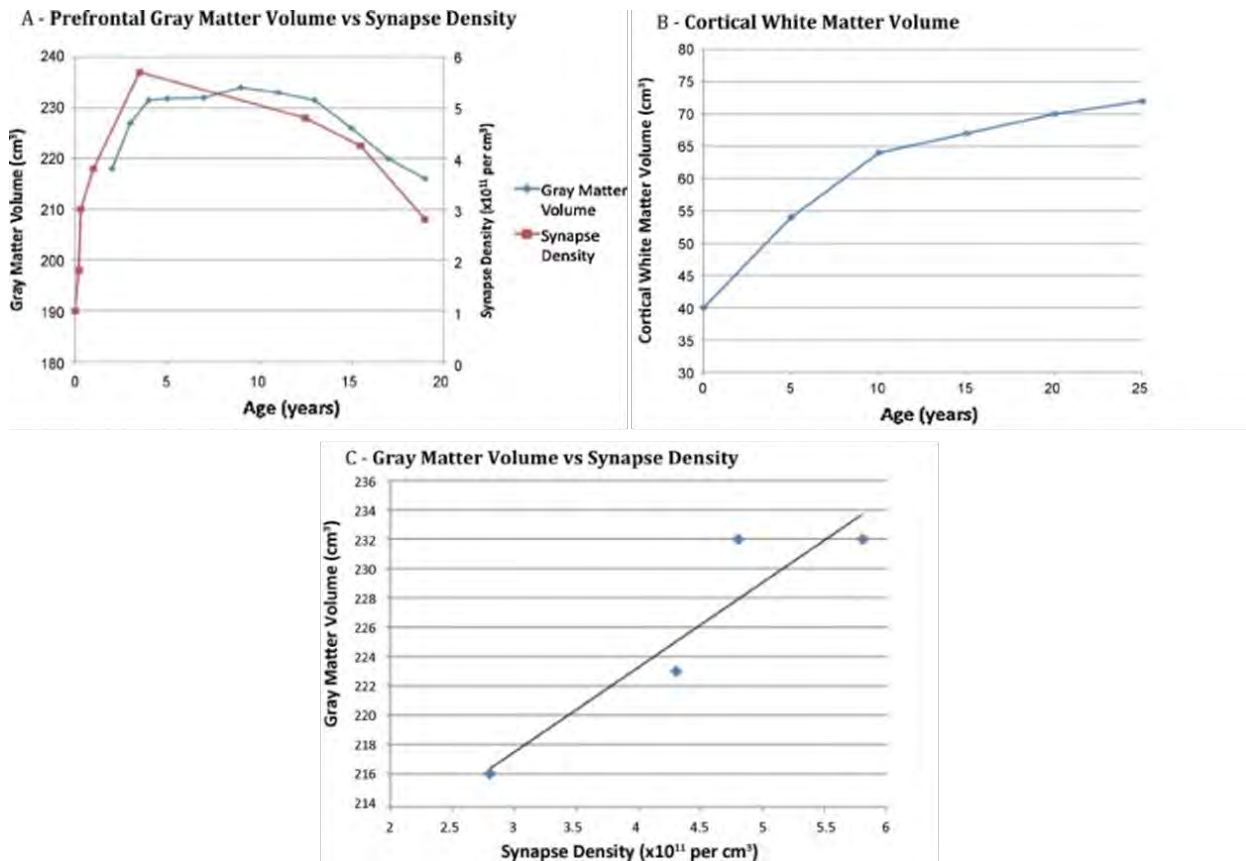 A - Prefrontal Gray Matter Volume vs Synapse Density
240
230
220
210
200
190
180
Gray Matter Volume (cm³)
6
5
4
3
2
1
0
Synapse Density (x10¹¹ per cm³)
0 5 10 15 20
Age (years)
Gray Matter
Volume
Synapse
Density
B - Cortical White Matter Volume
80
75
70
65
60
55
50
45
40
35
30
Cortical White Matter Volume (cm³)
0 5 10 15 20 25
Age (years)
C - Gray Matter Volume vs Synapse Density
236
234
232
230
228
226
224
222
220
218
216
214
Gray Matter Volume (cm³)
2 2.5 3 3.5 4 4.5 5 5.5 6
Synapse Density (x10¹¹ per cm³)